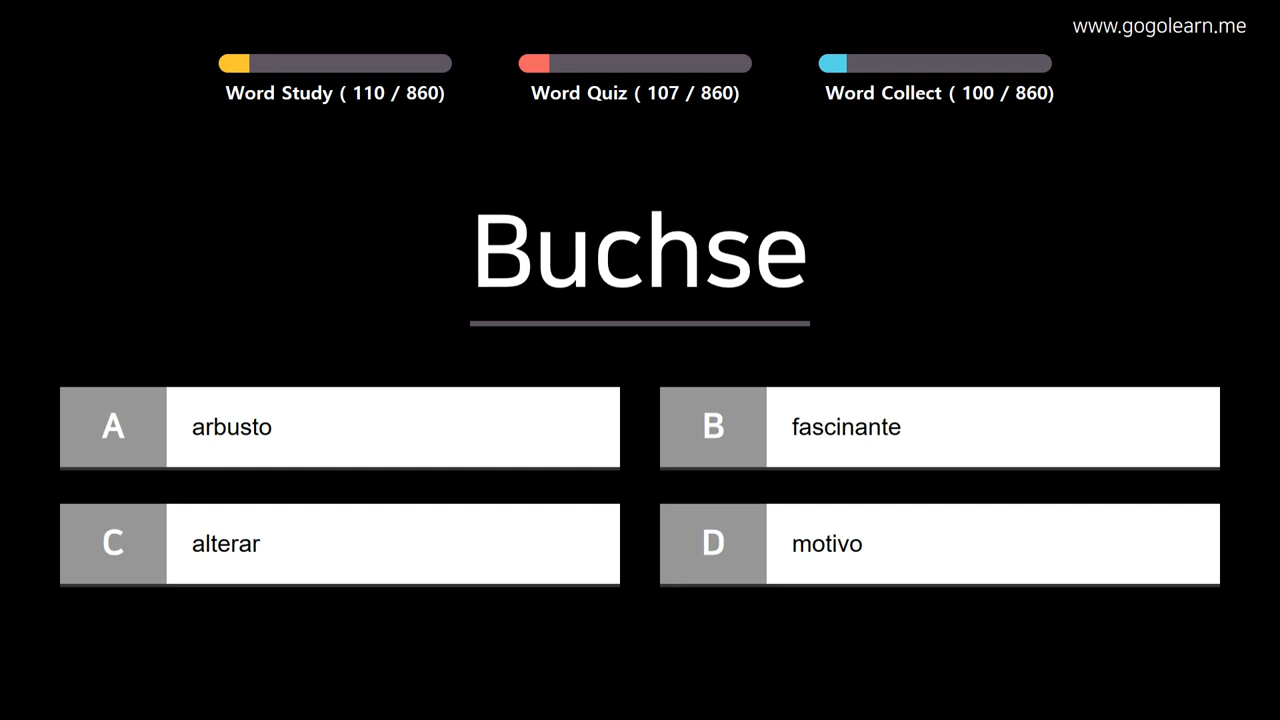 www.gogolearn.me
Word Study ( 110 / 860)
Word Quiz ( 107 / 860)
Word Collect ( 100 / 860)
Buchse
A arbusto
B fascinante
C alterar
D motivo